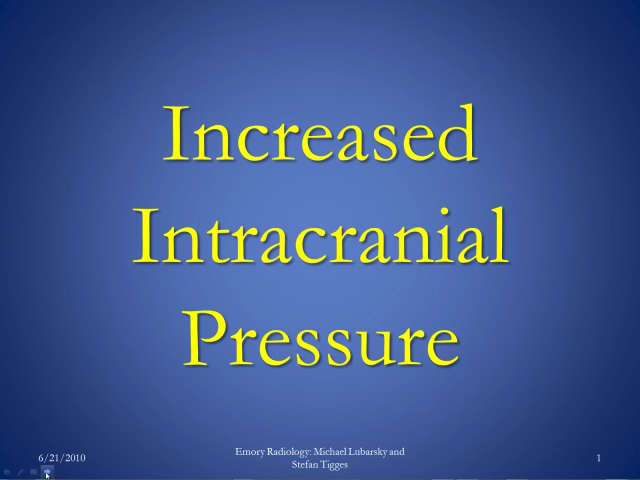 Increased
Intracranial
Pressure
6/21/2010
Emory Radiology: Michael Lubarsky and
Stefan Tigges
1